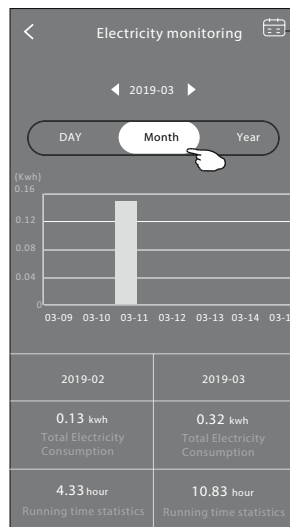 Electricity monitoring
2019-03
DAY Month Year
(Kwh)
0.16
0.12
0.08
0.04
0
03-09 03-10 03-11 03-12 03-13 03-14 03-1
2019-02 2019-03
0.13 kwh 0.32 kwh
Total Electricity Total Electricity
Consumption Consumption
4.33 hour 10.83 hour
Running time statistics Running time statistics